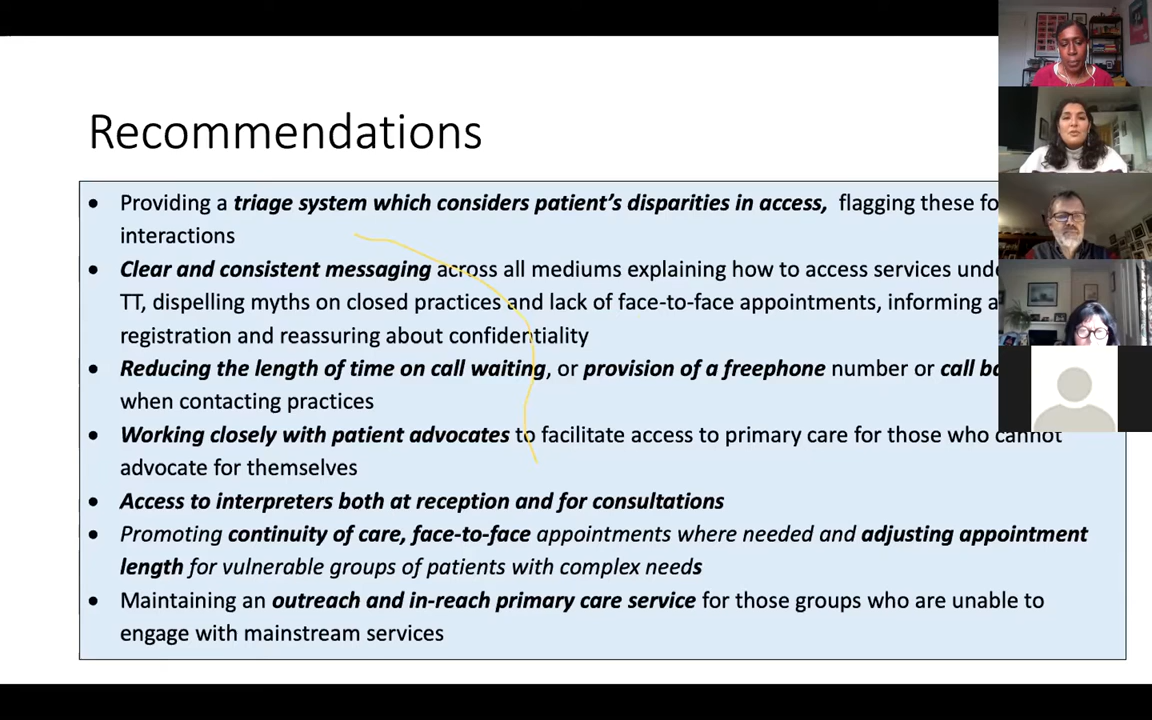 Recommendations
• Providing a triage system which considers patient's disparities in access, flagging these
interactions
• Clear and consistent messaging across all mediums explaining how to access services
TT, dispelling myths on closed practices and lack of face-to-face appointments, informing
registration and reassuring about confidentiality
• Reducing the length of time on call waiting, or provision of a freephone number or call
when contacting practices
• Working closely with patient advocates to facilitate access to primary care for those who cannot
advocate for themselves
• Access to interpreters both at reception and for consultations
• Promoting continuity of care, face-to-face appointments where needed and adjusting appointment
length for vulnerable groups of patients with complex needs
• Maintaining an outreach and in-reach primary care service for those groups who are unable to
engage with mainstream services